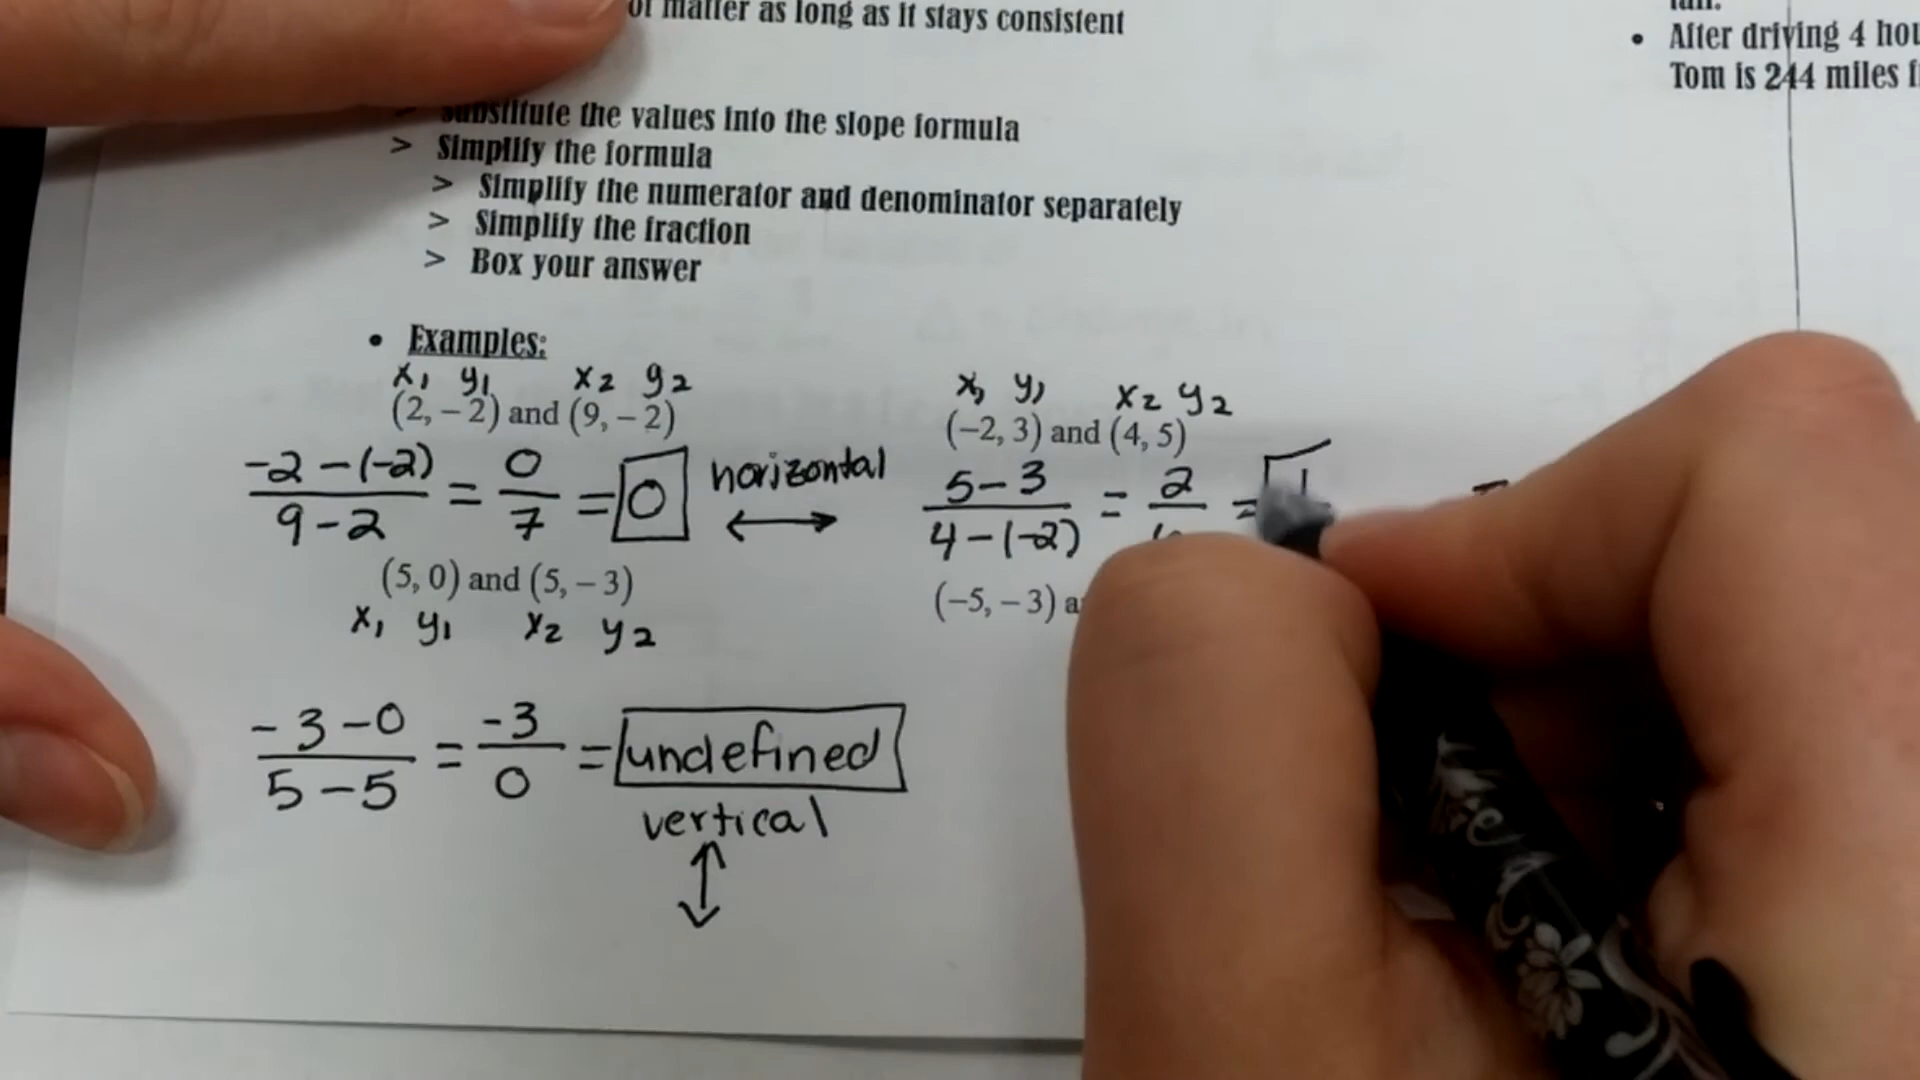 matter as long as it stays consistent
substitute the values into the slope formula
> Simplify the formula
> Simplify the numerator and denominator separately
> Simplify the fraction
> Box your answer
• Examples:
x₁ y₁ x₂ y₂
(2, – 2) and (9, – 2)
-2 -(-2) / 9 - 2 = 0 / 7 = 0 horizontal
(5, 0) and (5, – 3)
x₁ y₁ x₂ y₂
-3 - 0 / 5 - 5 = -3 / 0 = undefined
vertical
x₁ y₁ x₂ y₂
(–2, 3) and (4, 5)
5 - 3 / 4 - (-2) = 2 / =
(–5, – 3)
• After driving 4
Tom is 244 miles